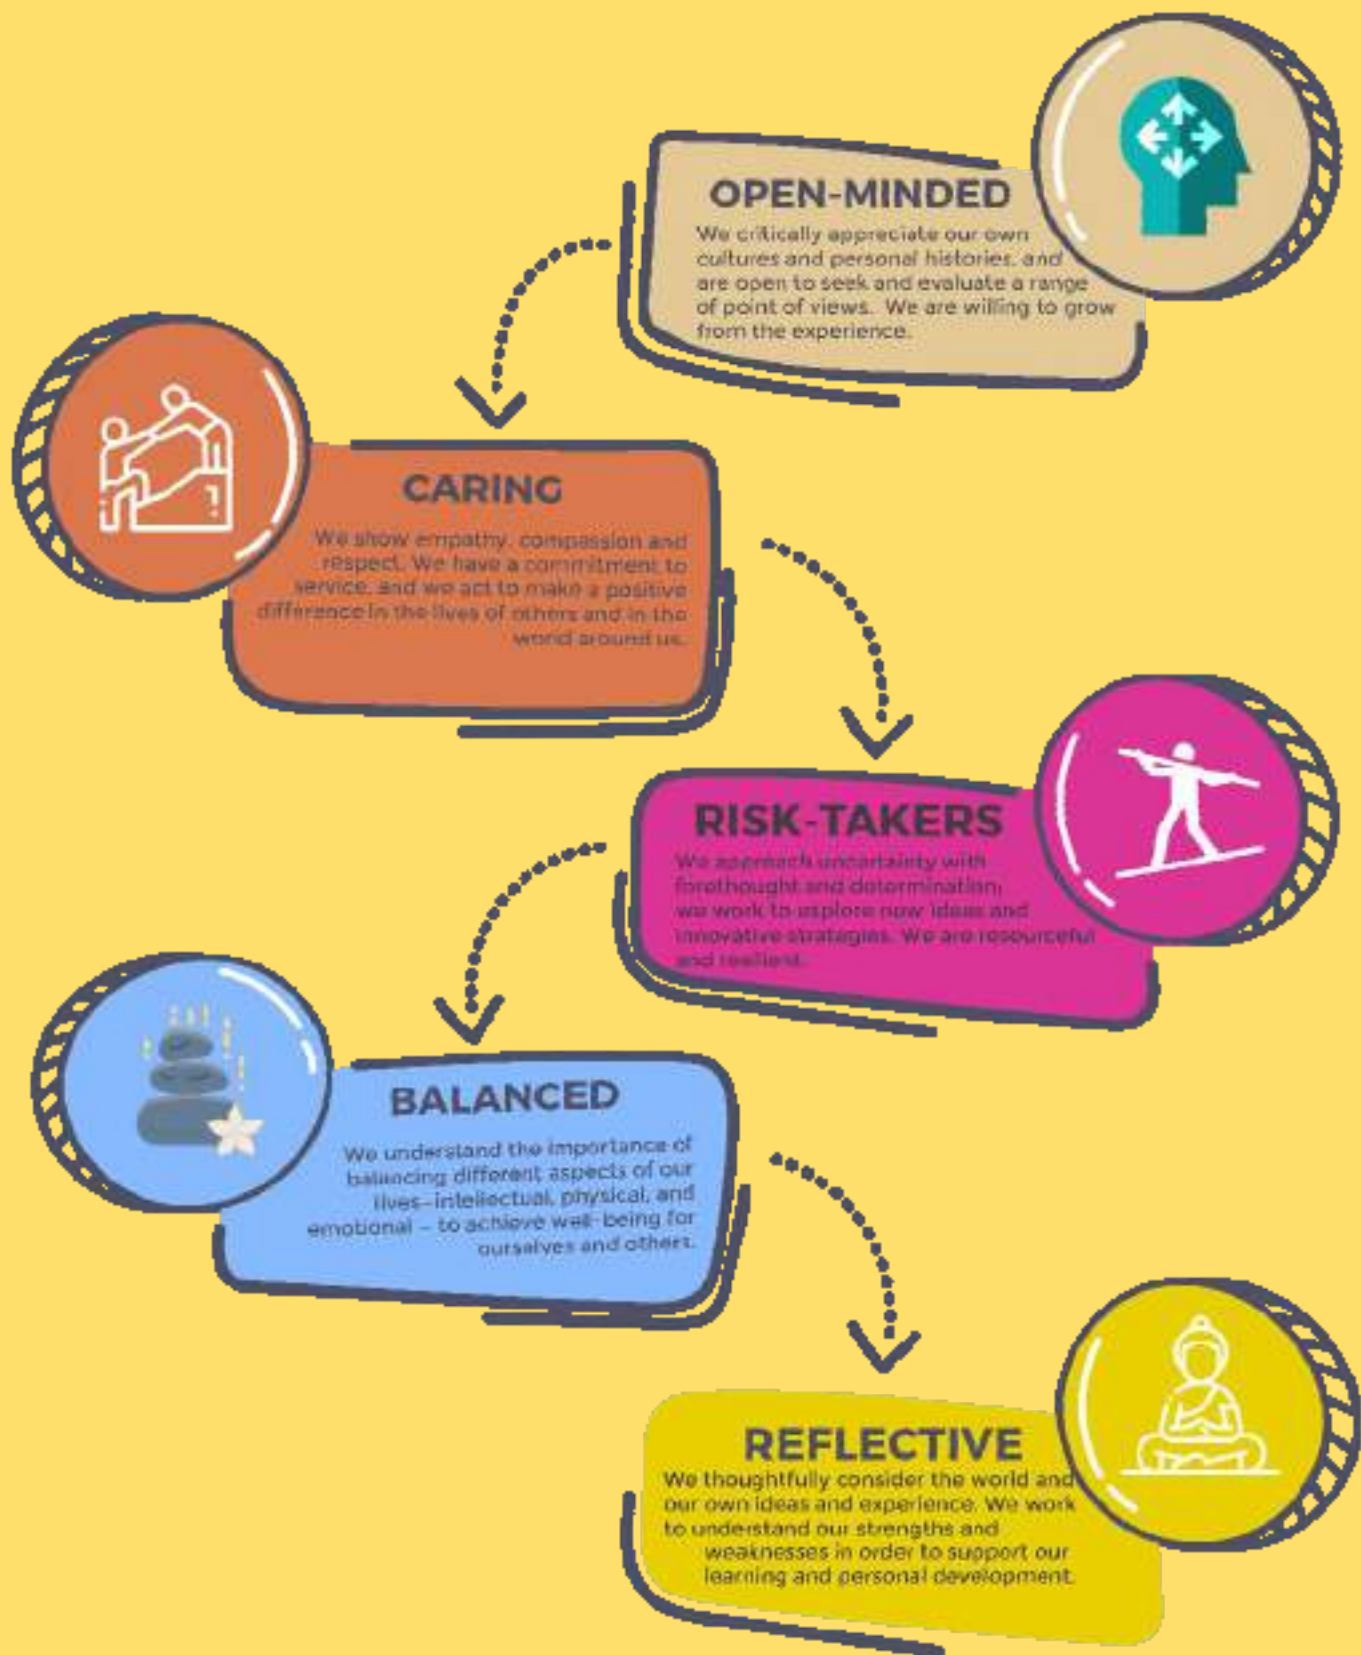 OPEN-MINDED
We critically appreciate our own
cultures and personal histories, and
are open to seek and evaluate a range
of point of views. We are willing to grow
from the experience.
CARING
We show empathy, compassion and
respect. We have a commitment to
service, and we act to make a positive
difference in the lives of others and in the
world around us.
RISK-TAKERS
We approach uncertainty with
forethought and determination;
we work to explore new ideas and
innovative strategies. We are resourceful
and resilient.
BALANCED
We understand the importance of
balancing different aspects of our
lives-intellectual, physical, and
emotional – to achieve well-being for
ourselves and others.
REFLECTIVE
We thoughtfully consider the world and
our own ideas and experience. We work
to understand our strengths and
weaknesses in order to support our
learning and personal development.